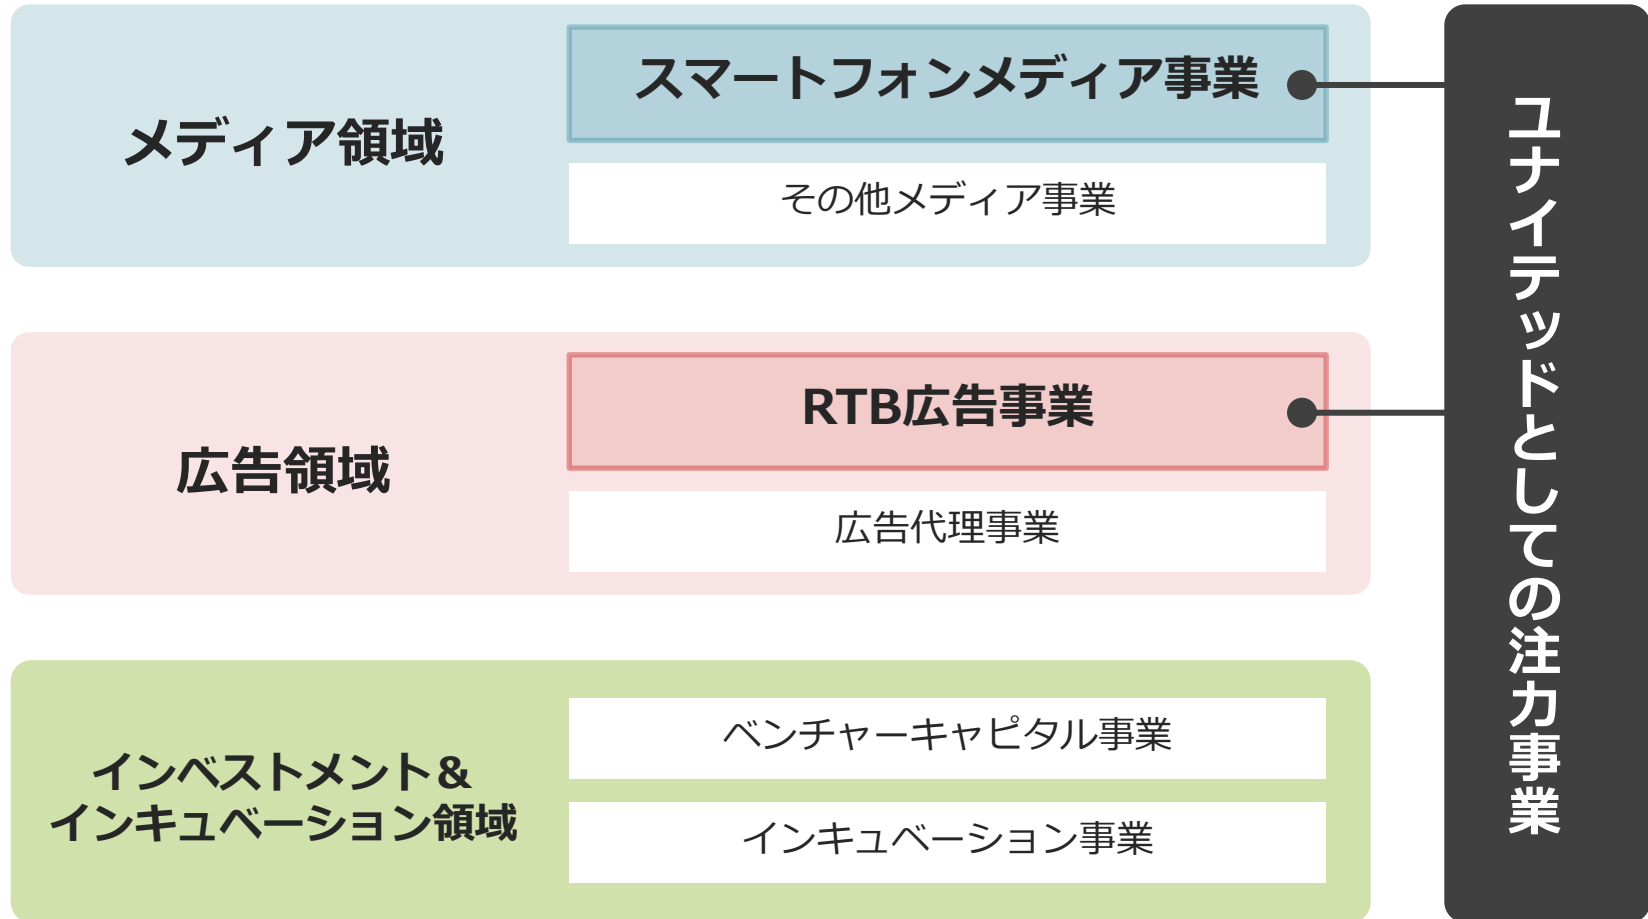 メディア領域
スマートフォンメディア事業
その他メディア事業
広告領域
RTB広告事業
広告代理事業
インベストメント&
インキュベーション領域
ベンチャーキャピタル事業
インキュベーション事業
ユナイテッドとしての注力事業